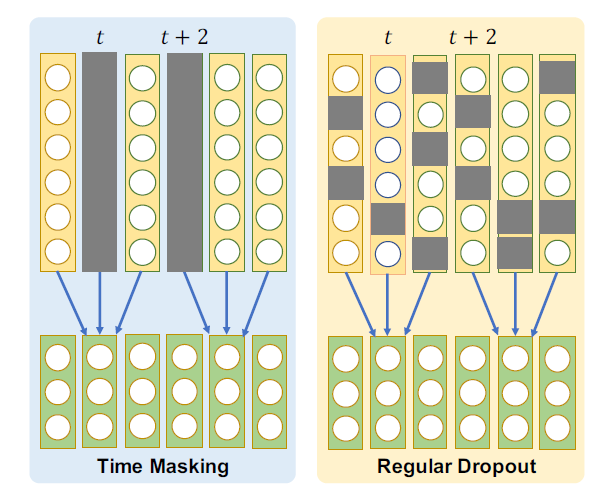 t
t + 2
t
t + 2
Time Masking
Regular Dropout